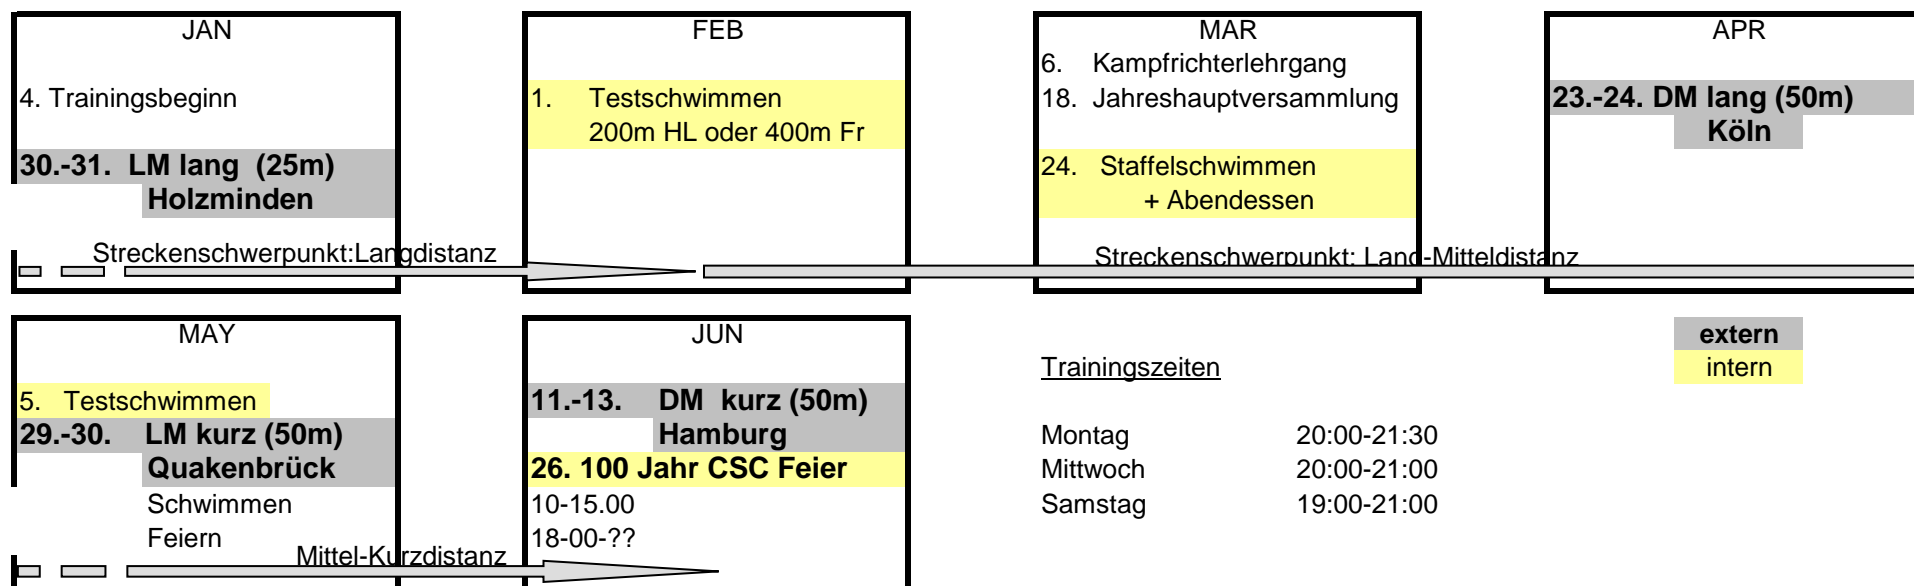 JAN
4. Trainingsbeginn
30.-31. LM lang (25m)
Holzminden
FEB
1. Testschwimmen
200m HL oder 400m Fr
MAR
6. Kampfrichterlehrgang
18. Jahreshauptversammlung
24. Staffelschwimmen
+ Abendessen
APR
23.-24. DM lang (50m)
Köln
Streckenschwerpunkt:Langdistanz
Streckenschwerpunkt: Lang-Mitteldistanz
MAY
5. Testschwimmen
29.-30. LM kurz (50m)
Quakenbrück
Schwimmen
Feiern
JUN
11.-13. DM kurz (50m)
Hamburg
26. 100 Jahr CSC Feier
10-15.00
18-00-??
Mittel-Kurzdistanz
Trainingszeiten
Montag 20:00-21:30
Mittwoch 20:00-21:00
Samstag 19:00-21:00
extern
intern